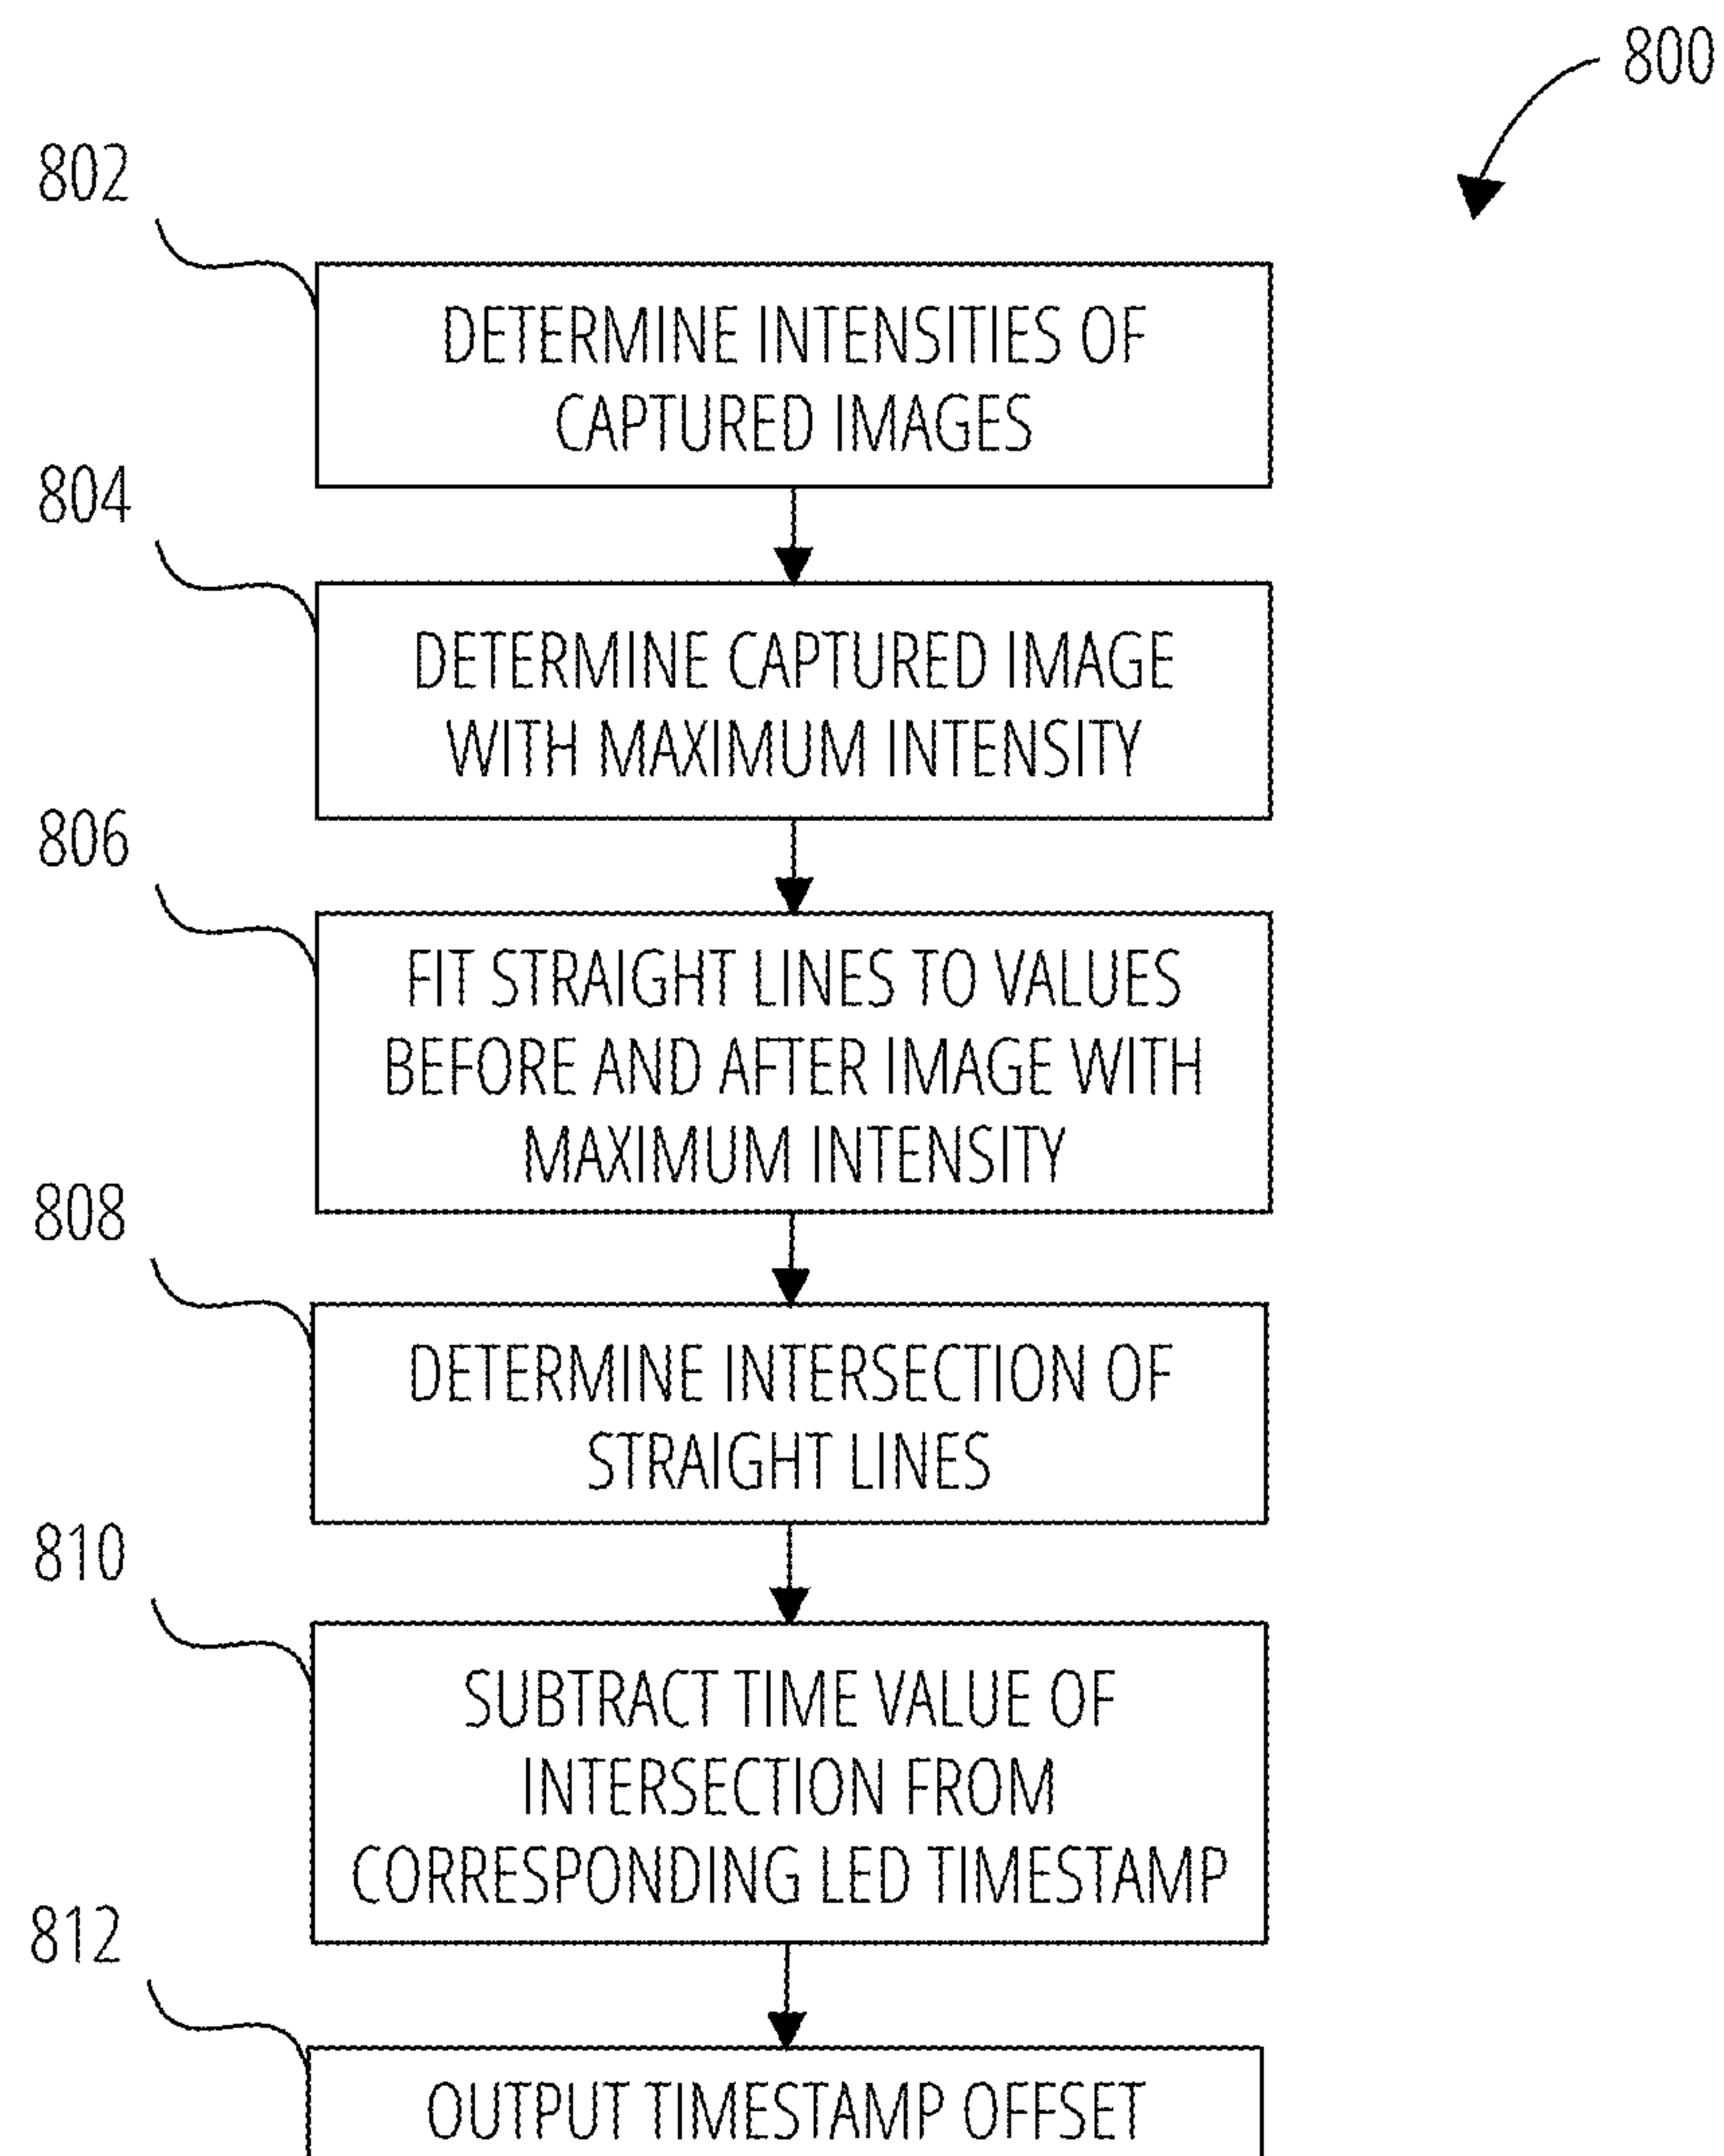 800
802
DETERMINE INTENSITIES OF
CAPTURED IMAGES
804
DETERMINE CAPTURED IMAGE
WITH MAXIMUM INTENSITY
806
FIT STRAIGHT LINES TO VALUES
BEFORE AND AFTER IMAGE WITH
MAXIMUM INTENSITY
808
DETERMINE INTERSECTION OF
STRAIGHT LINES
810
SUBTRACT TIME VALUE OF
INTERSECTION FROM
CORRESPONDING LED TIMESTAMP
812
OUTPUT TIMESTAMP OFFSET